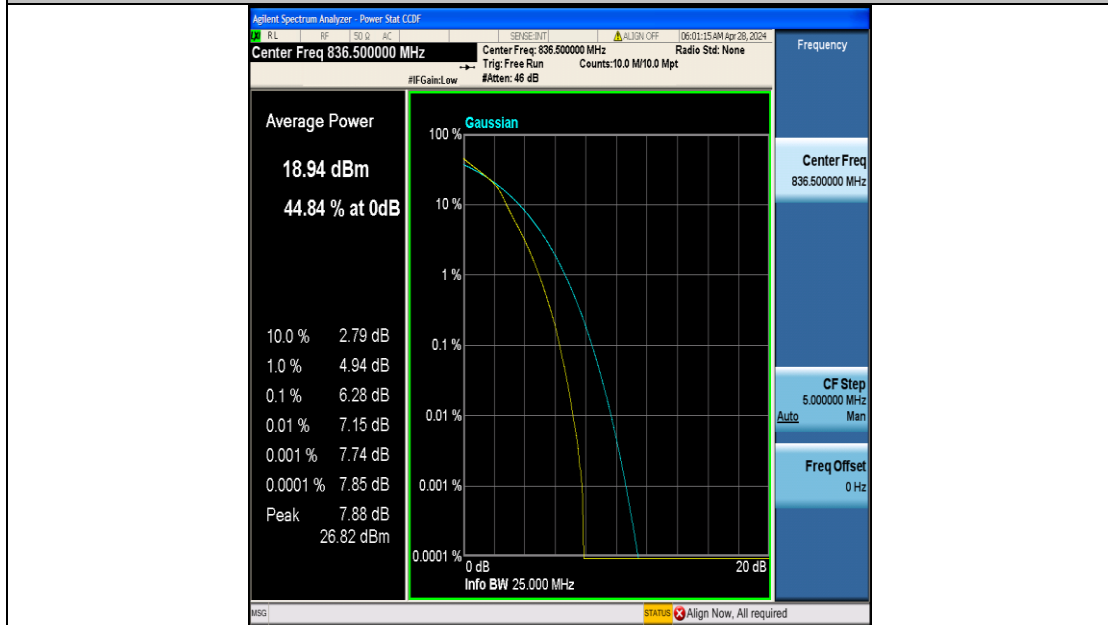 Agilent Spectrum Analyzer - Power Stat CCDF
RL RF 50 Ω AC SENSE:INT ALIGN OFF 06:01:15 AM Apr 28, 2024
Center Freq 836.500000 MHz
Center Freq: 836.500000 MHz Radio Std: None
Trig: Free Run Counts:10.0 M/10.0 Mpt
#IFGain:Low #Atten: 46 dB
Frequency
Average Power
18.94 dBm
44.84 % at 0dB
10.0 % 2.79 dB
1.0 % 4.94 dB
0.1 % 6.28 dB
0.01 % 7.15 dB
0.001 % 7.74 dB
0.0001 % 7.85 dB
Peak 7.88 dB
26.82 dBm
Gaussian
100 %
10 %
1 %
0.1 %
0.01 %
0.001 %
0.0001 %
0 dB 20 dB
Info BW 25.000 MHz
Center Freq
836.500000 MHz
CF Step
5.000000 MHz
Auto Man
Freq Offset
0 Hz
MSG STATUS Align Now, All required